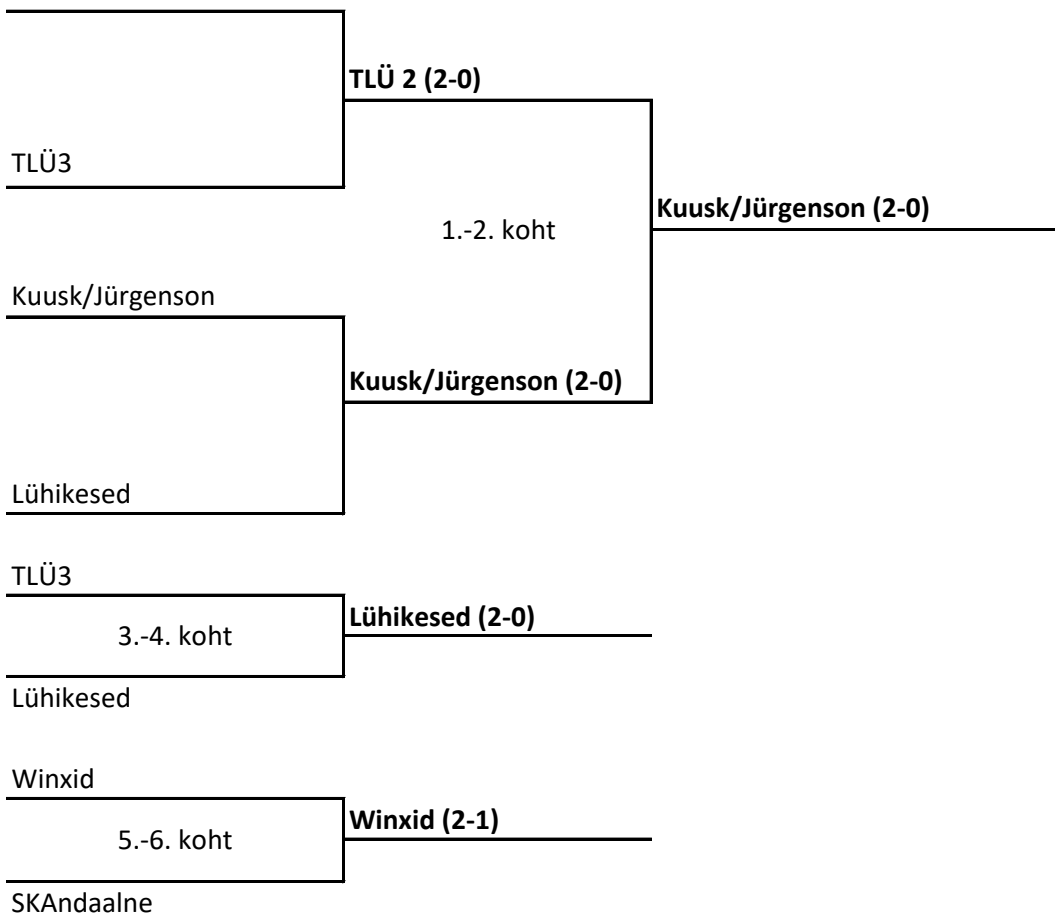 TLÜ 2 (2-0)
TLÜ3
Kuusk/Jürgenson (2-0)
1.-2. koht
Kuusk/Jürgenson
Kuusk/Jürgenson (2-0)
Lühikesed
TLÜ3
Lühikesed (2-0)
3.-4. koht
Lühikesed
Winxid
Winxid (2-1)
5.-6. koht
SKAndaalne